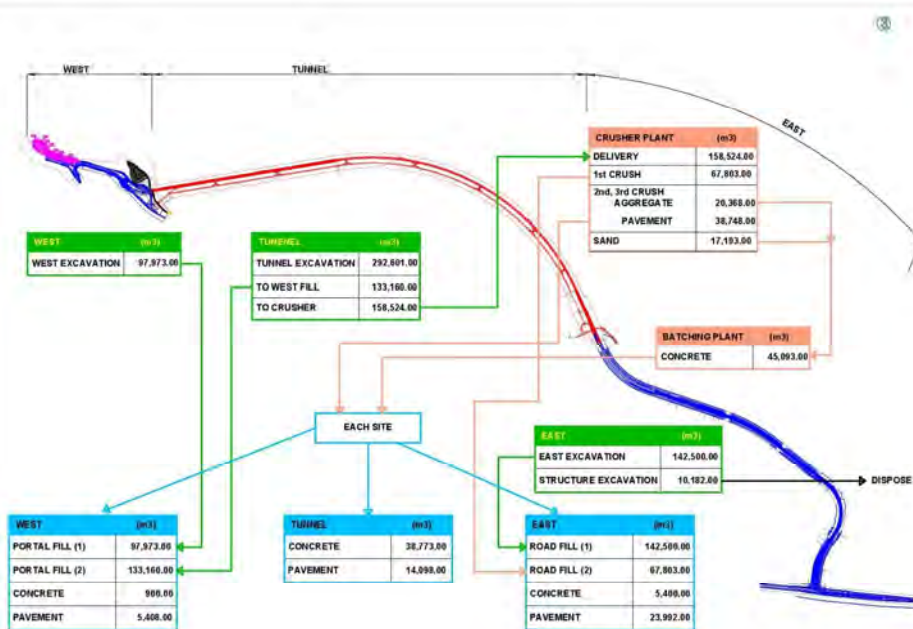 WEST
TUNNEL
EAST
CRUSHER PLANT (m3)
DELIVERY 158,524.00
1st CRUSH 67,803.00
2nd, 3rd CRUSH
AGGREGATE 20,368.00
PAVEMENT 38,748.00
SAND 17,193.00
WEST (m3)
WEST EXCAVATION 97,973.00
TUNENEL (m3)
TUNNEL EXCAVATION 292,601.00
TO WEST FILL 133,160.00
TO CRUSHER 158,524.00
BATCHING PLANT (m3)
CONCRETE 45,093.00
EACH SITE
EAST (m3)
EAST EXCAVATION 142,500.00
STRUCTURE EXCAVATION 10,182.00
DISPOSE
WEST (m3)
PORTAL FILL (1) 97,973.00
PORTAL FILL (2) 133,160.00
CONCRETE
PAVEMENT 5,408.00
TUNNEL (m3)
CONCRETE 38,773.00
PAVEMENT 14,098.00
EAST (m3)
ROAD FILL (1) 142,500.00
ROAD FILL (2) 67,803.00
CONCRETE 5,400.00
PAVEMENT 23,992.00